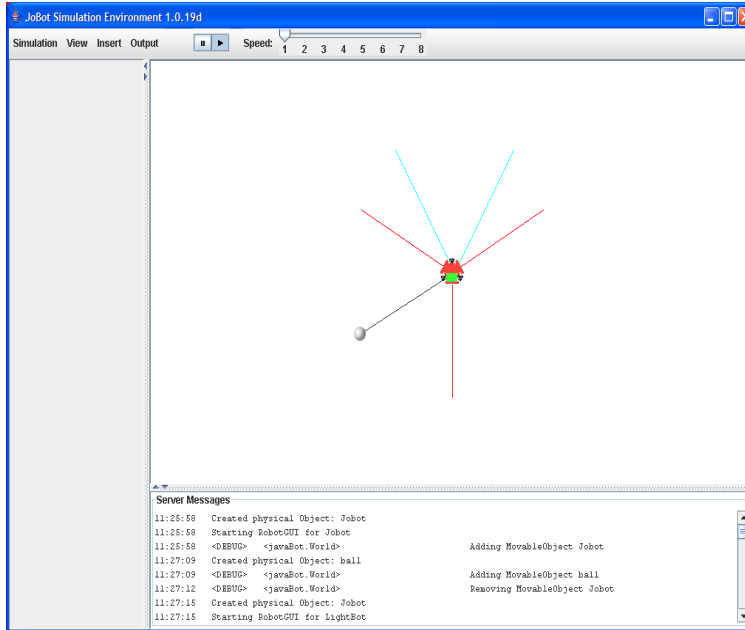 JoBot Simulation Environment 1.0.19d
Simulation View Insert Output Speed:
1 2 3 4 5 6 7 8
Server Messages
11:25:58 Created physical Object: Jobot
11:25:58 Starting RobotGUI for Jobot
11:25:58 <DEBUG> <javaBot.World> Adding MovableObject Jobot
11:27:09 Created physical Object: ball
11:27:09 <DEBUG> <javaBot.World> Adding MovableObject ball
11:27:12 <DEBUG> <javaBot.World> Removing MovableObject Jobot
11:27:15 Created physical Object: Jobot
11:27:15 Starting RobotGUI for LightBot